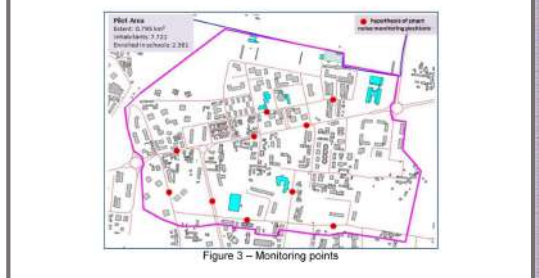 Pilot Area
Extent: 0.795 km²
Inhabitants: 7.721
Enrolled in schools: 2.381
hypothesis of smart
noise monitoring positions
Figure 3 – Monitoring points